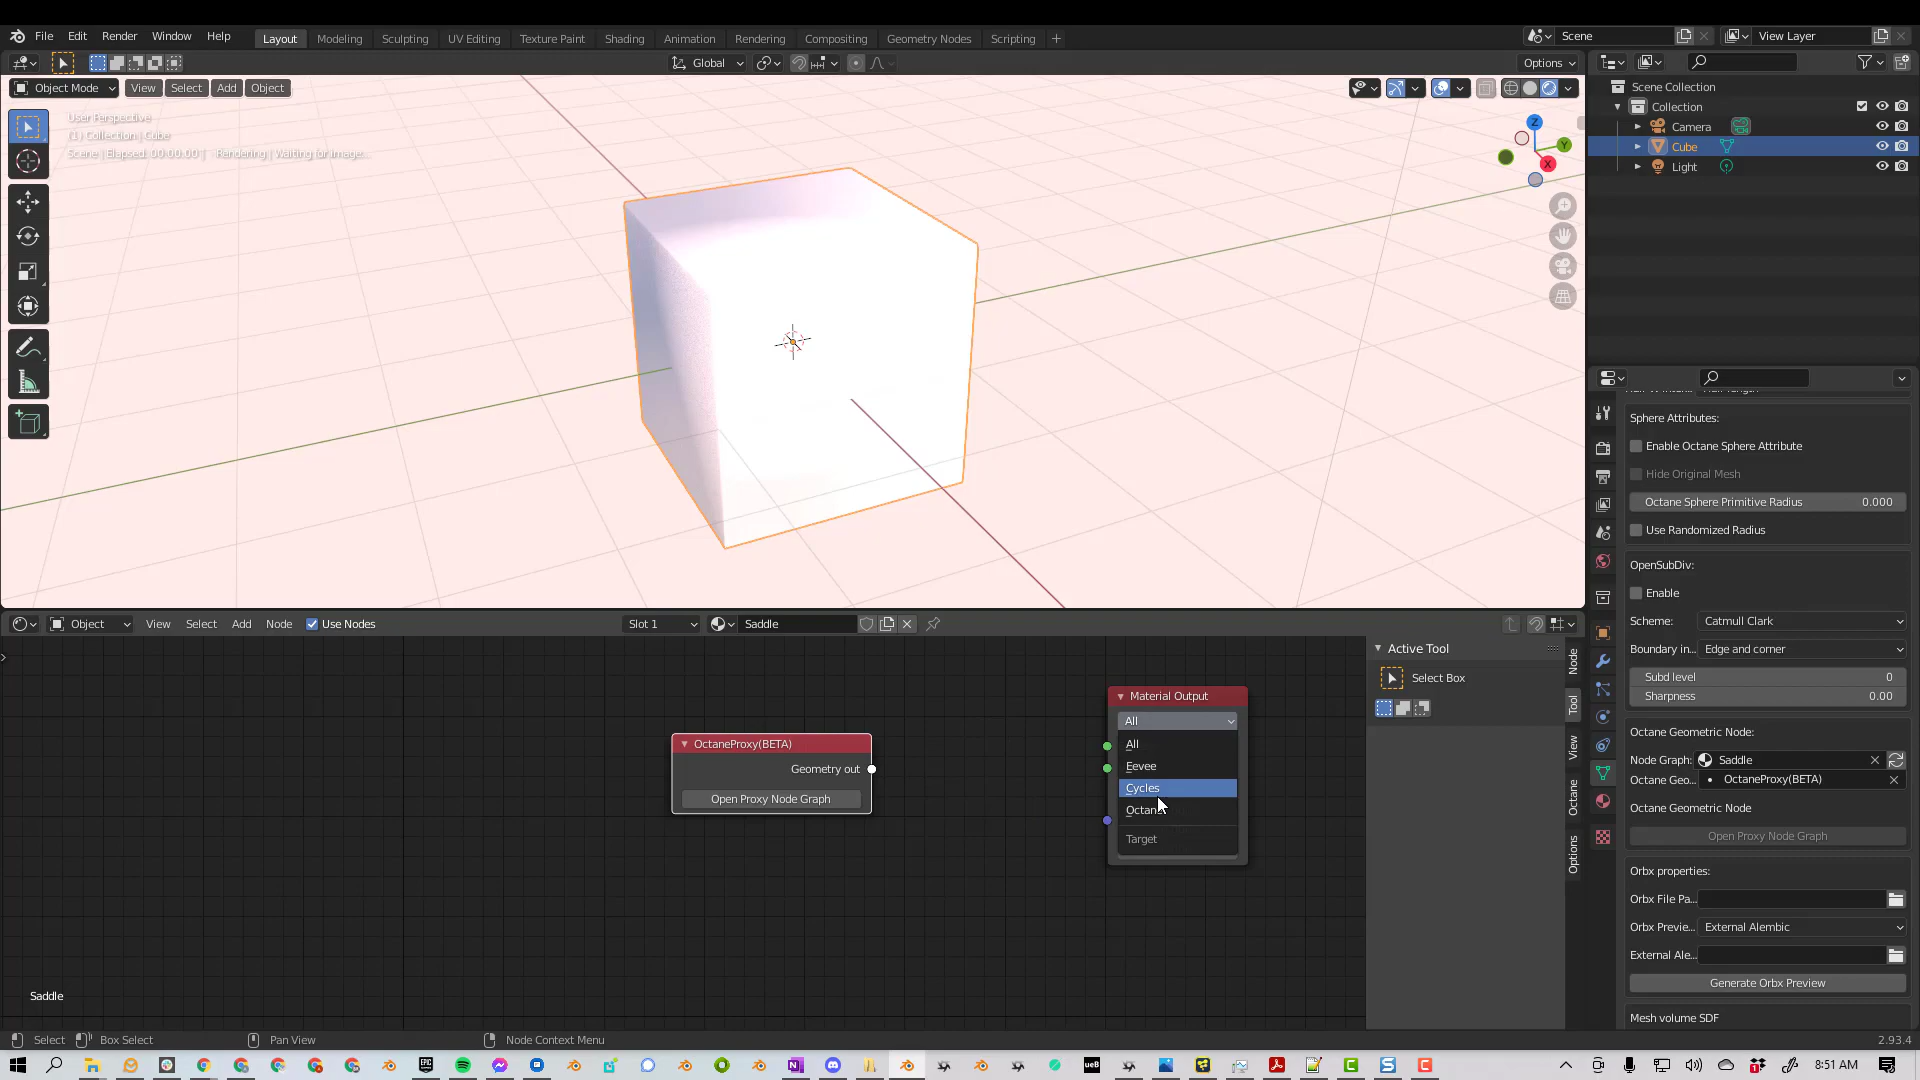 File Edit Render Window Help Layout Modeling Sculpting UV Editing Texture Paint Shading Animation Rendering Compositing Geometry Nodes Scripting + Scene View Layer
Global Options
Object Mode View Select Add Object
User Perspective
(1) Collection | Cube
Scene | Elapsed: 00:00.00 | Rendering | Waiting for image...
Z
Y
X
Scene Collection
Collection
Camera
Cube
Light
Sphere Attributes:
Enable Octane Sphere Attribute
Hide Original Mesh
Octane Sphere Primitive Radius 0.000
Use Randomized Radius
OpenSubDiv:
Enable
Scheme: Catmull Clark
Boundary in... Edge and corner
Subd level 0
Sharpness 0.00
Octane Geometric Node:
Node Graph: Saddle
Octane Geo... OctaneProxy(BETA)
Octane Geometric Node
Open Proxy Node Graph
Orbx properties:
Orbx File Pa...
Orbx Previe... External Alembic
External Ale...
Generate Orbx Preview
Mesh volume SDF
Object View Select Add Node Use Nodes Slot 1 Saddle
Active Tool
Select Box
Node
Tool
View
Octane
Options
OctaneProxy(BETA)
Geometry out
Open Proxy Node Graph
Material Output
All
All
Eevee
Cycles
Octane
Target
Saddle
Select Box Select Pan View Node Context Menu 2.93.4
8:51 AM